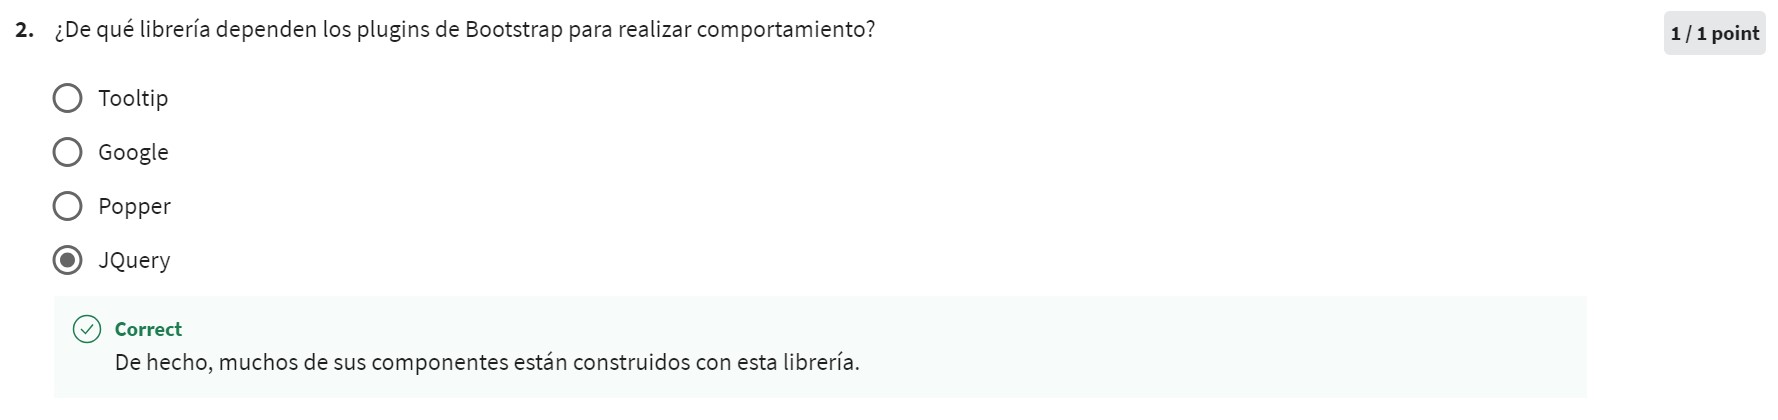 2. ¿De qué librería dependen los plugins de Bootstrap para realizar comportamiento?
1 / 1 point
Tooltip
Google
Popper
JQuery
Correct
De hecho, muchos de sus componentes están construidos con esta librería.